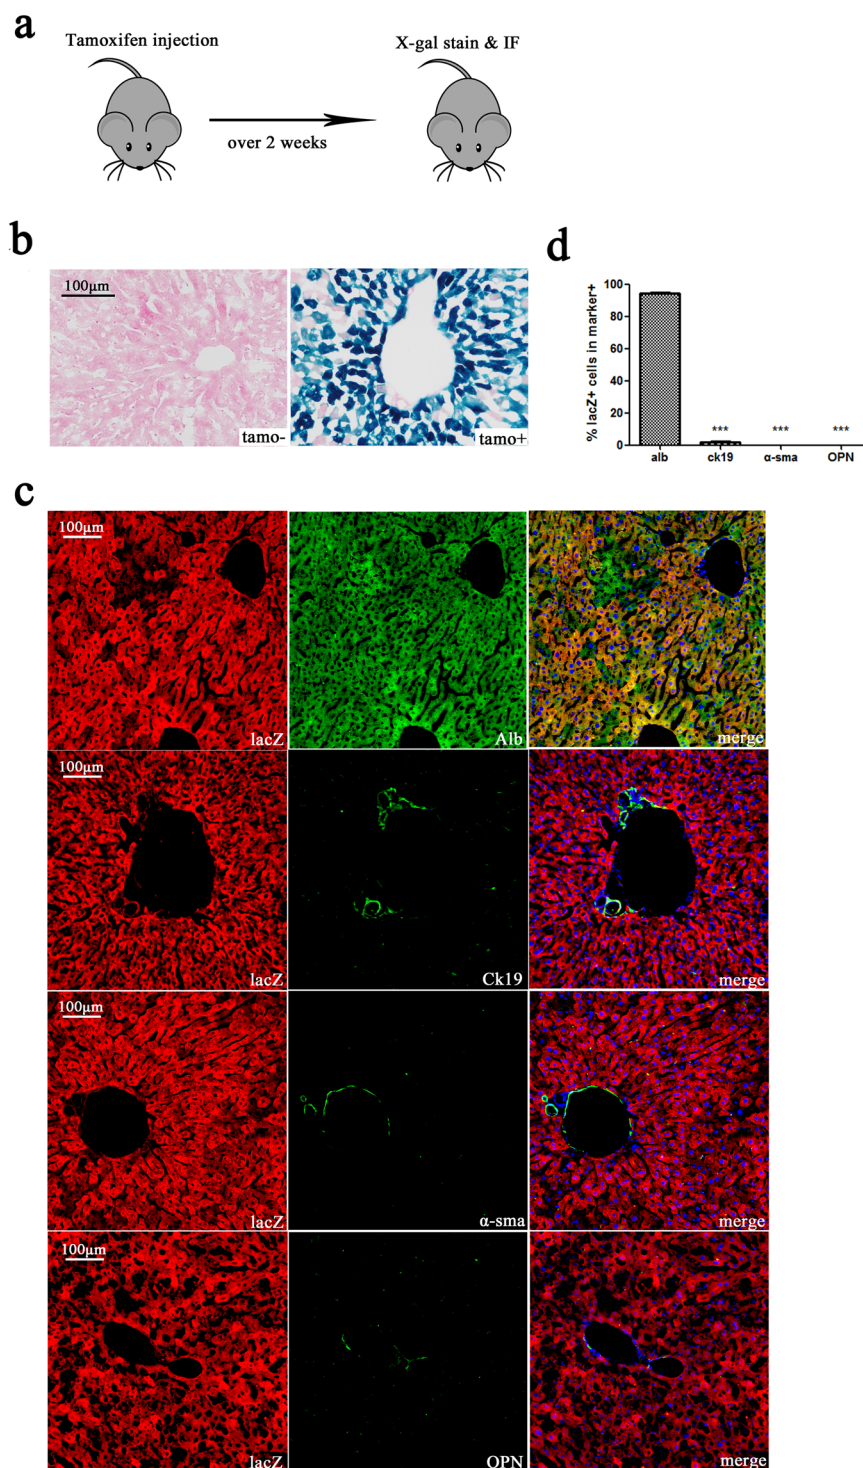 a
Tamoxifen injection
X-gal stain & IF
over 2 weeks
b
100µm
tamo-
tamo+
d
% lacZ+ cells in marker+
100
80
60
40
20
0
***
***
***
alb
ck19
α-sma
OPN
c
100µm
lacZ
Alb
merge
100µm
lacZ
Ck19
merge
100µm
lacZ
α-sma
merge
100µm
lacZ
OPN
merge